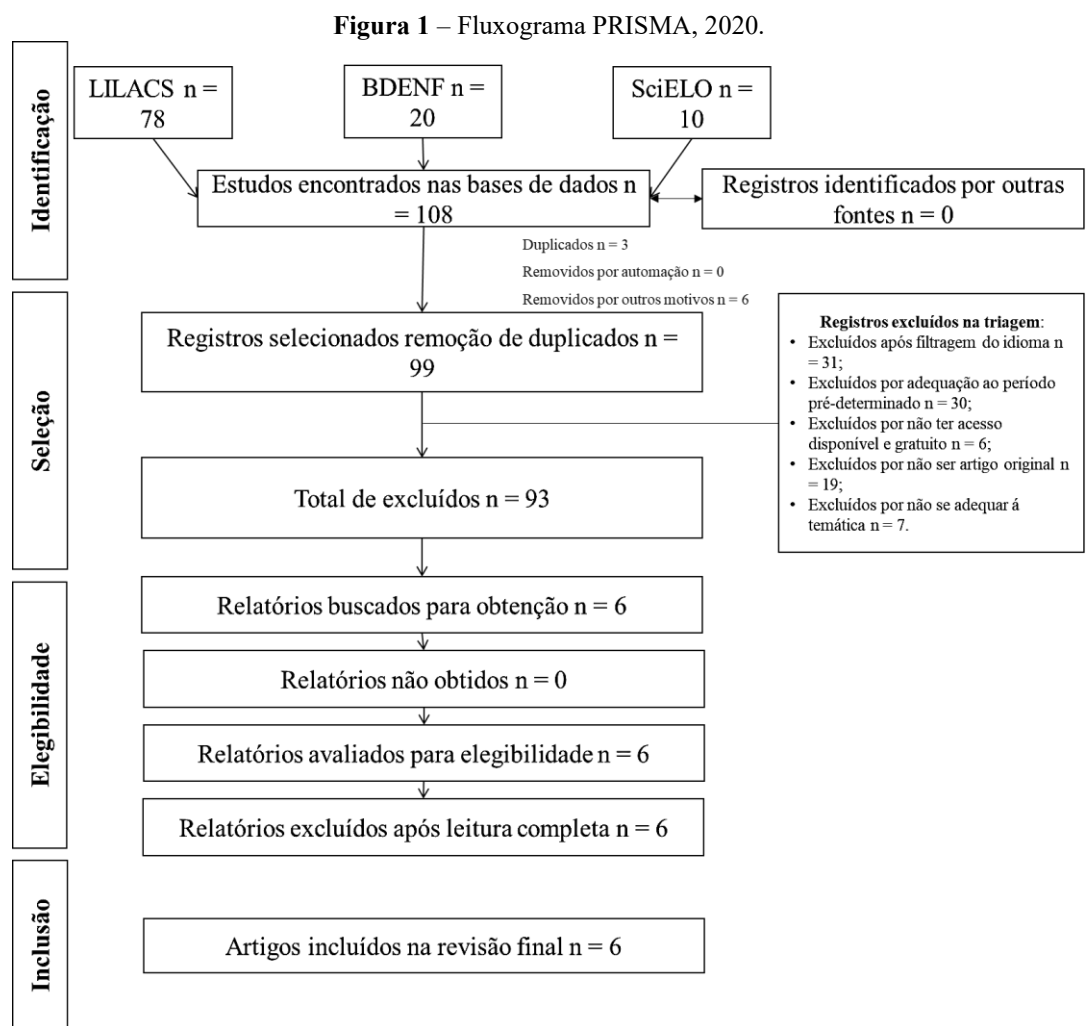 Figura 1 – Fluxograma PRISMA, 2020.
Identificação
LILACS n =
78
BDENF n =
20
SciELO n =
10
Estudos encontrados nas bases de dados n
= 108
Registros identificados por outras
fontes n = 0
Duplicados n = 3
Removidos por automação n = 0
Removidos por outros motivos n = 6
Seleção
Registros selecionados remoção de duplicados n =
99
Registros excluídos na triagem:
• Excluídos após filtragem do idioma n
= 31;
• Excluídos por adequação ao período
pré-determinado n = 30;
• Excluídos por não ter acesso
disponível e gratuito n = 6;
• Excluídos por não ser artigo original n
= 19;
• Excluídos por não se adequar á
temática n = 7.
Total de excluídos n = 93
Elegibilidade
Relatórios buscados para obtenção n = 6
Relatórios não obtidos n = 0
Relatórios avaliados para elegibilidade n = 6
Relatórios excluídos após leitura completa n = 6
Inclusão
Artigos incluídos na revisão final n = 6